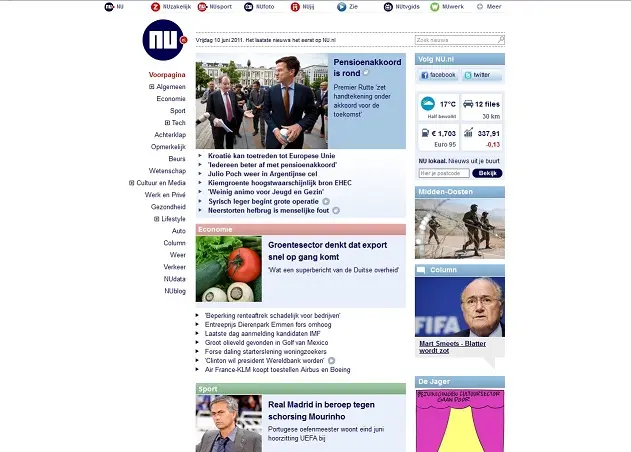 NU
NUzakelijk
NUsport
NUfoto
NUjij
Zie
NUtvgids
NUwerk
Meer
NU
Vrijdag 10 juni 2011. Het laatste nieuws het eerst op NU.nl
Zoek nieuws
Voorpagina
Algemeen
Economie
Sport
Tech
Achterklap
Opmerkelijk
Beurs
Wetenschap
Cultuur en Media
Werk en Privé
Gezondheid
Lifestyle
Auto
Column
Weer
Verkeer
NUdata
NUblog
Pensioenakkoord
is rond
Premier Rutte 'zet
handtekening onder
akkoord voor de
toekomst'
Kroatië kan toetreden tot Europese Unie
'Iedereen beter af met pensioenakkoord'
Julio Poch weer in Argentijnse cel
Kiemgroente hoogstwaarschijnlijk bron EHEC
'Weinig animo voor Jeugd en Gezin'
Syrisch leger begint grote operatie
Neerstorten hefbrug is menselijke fout
Economie
Groentesector denkt dat export
snel op gang komt
'Wat een superbericht van de Duitse overheid'
'Beperking renteaftrek schadelijk voor bedrijven'
Entreeprijs Dierenpark Emmen fors omhoog
Laatste dag aanmelding kandidaten IMF
Groot olieveld gevonden in Golf van Mexico
Forse daling starterslening woningzoekers
'Clinton wil president Wereldbank worden'
Air France-KLM koopt toestellen Airbus en Boeing
Sport
Real Madrid in beroep tegen
schorsing Mourinho
Portugese oefenmeester woont eind juni
hoorzitting UEFA bij
Volg NU.nl
facebook
twitter
17°C
Half bewolkt
12 files
30 km
€ 1,703
Euro 95
337,91
-0,13
NU lokaal. Nieuws uit je buurt
Hier je postcode
Bekijk
Midden-Oosten
Column
FIFA
Mart Smeets - Blatter
wordt zot
De Jager
GAAN DOOR